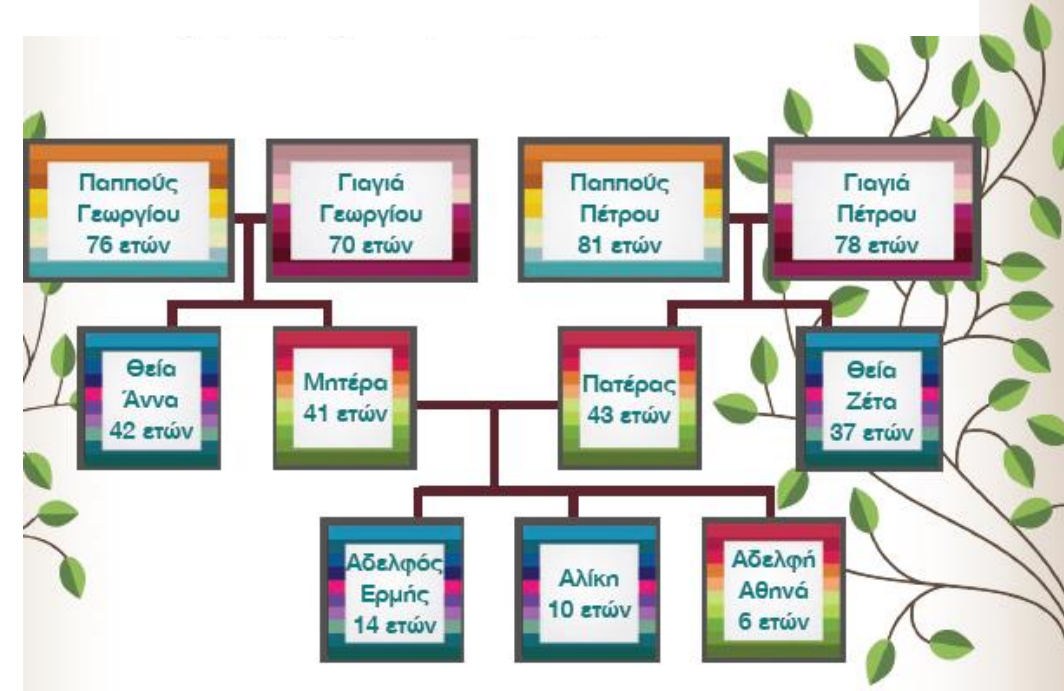 Παππούς
Γεωργίου
76 ετών
Γιαγιά
Γεωργίου
70 ετών
Παππούς
Πέτρου
81 ετών
Γιαγιά
Πέτρου
78 ετών
Θεία
Άννα
42 ετών
Μητέρα
41 ετών
Πατέρας
43 ετών
Θεία
Ζέτα
37 ετών
Αδελφός
Ερμής
14 ετών
Αλίκη
10 ετών
Αδελφή
Αθηνά
6 ετών